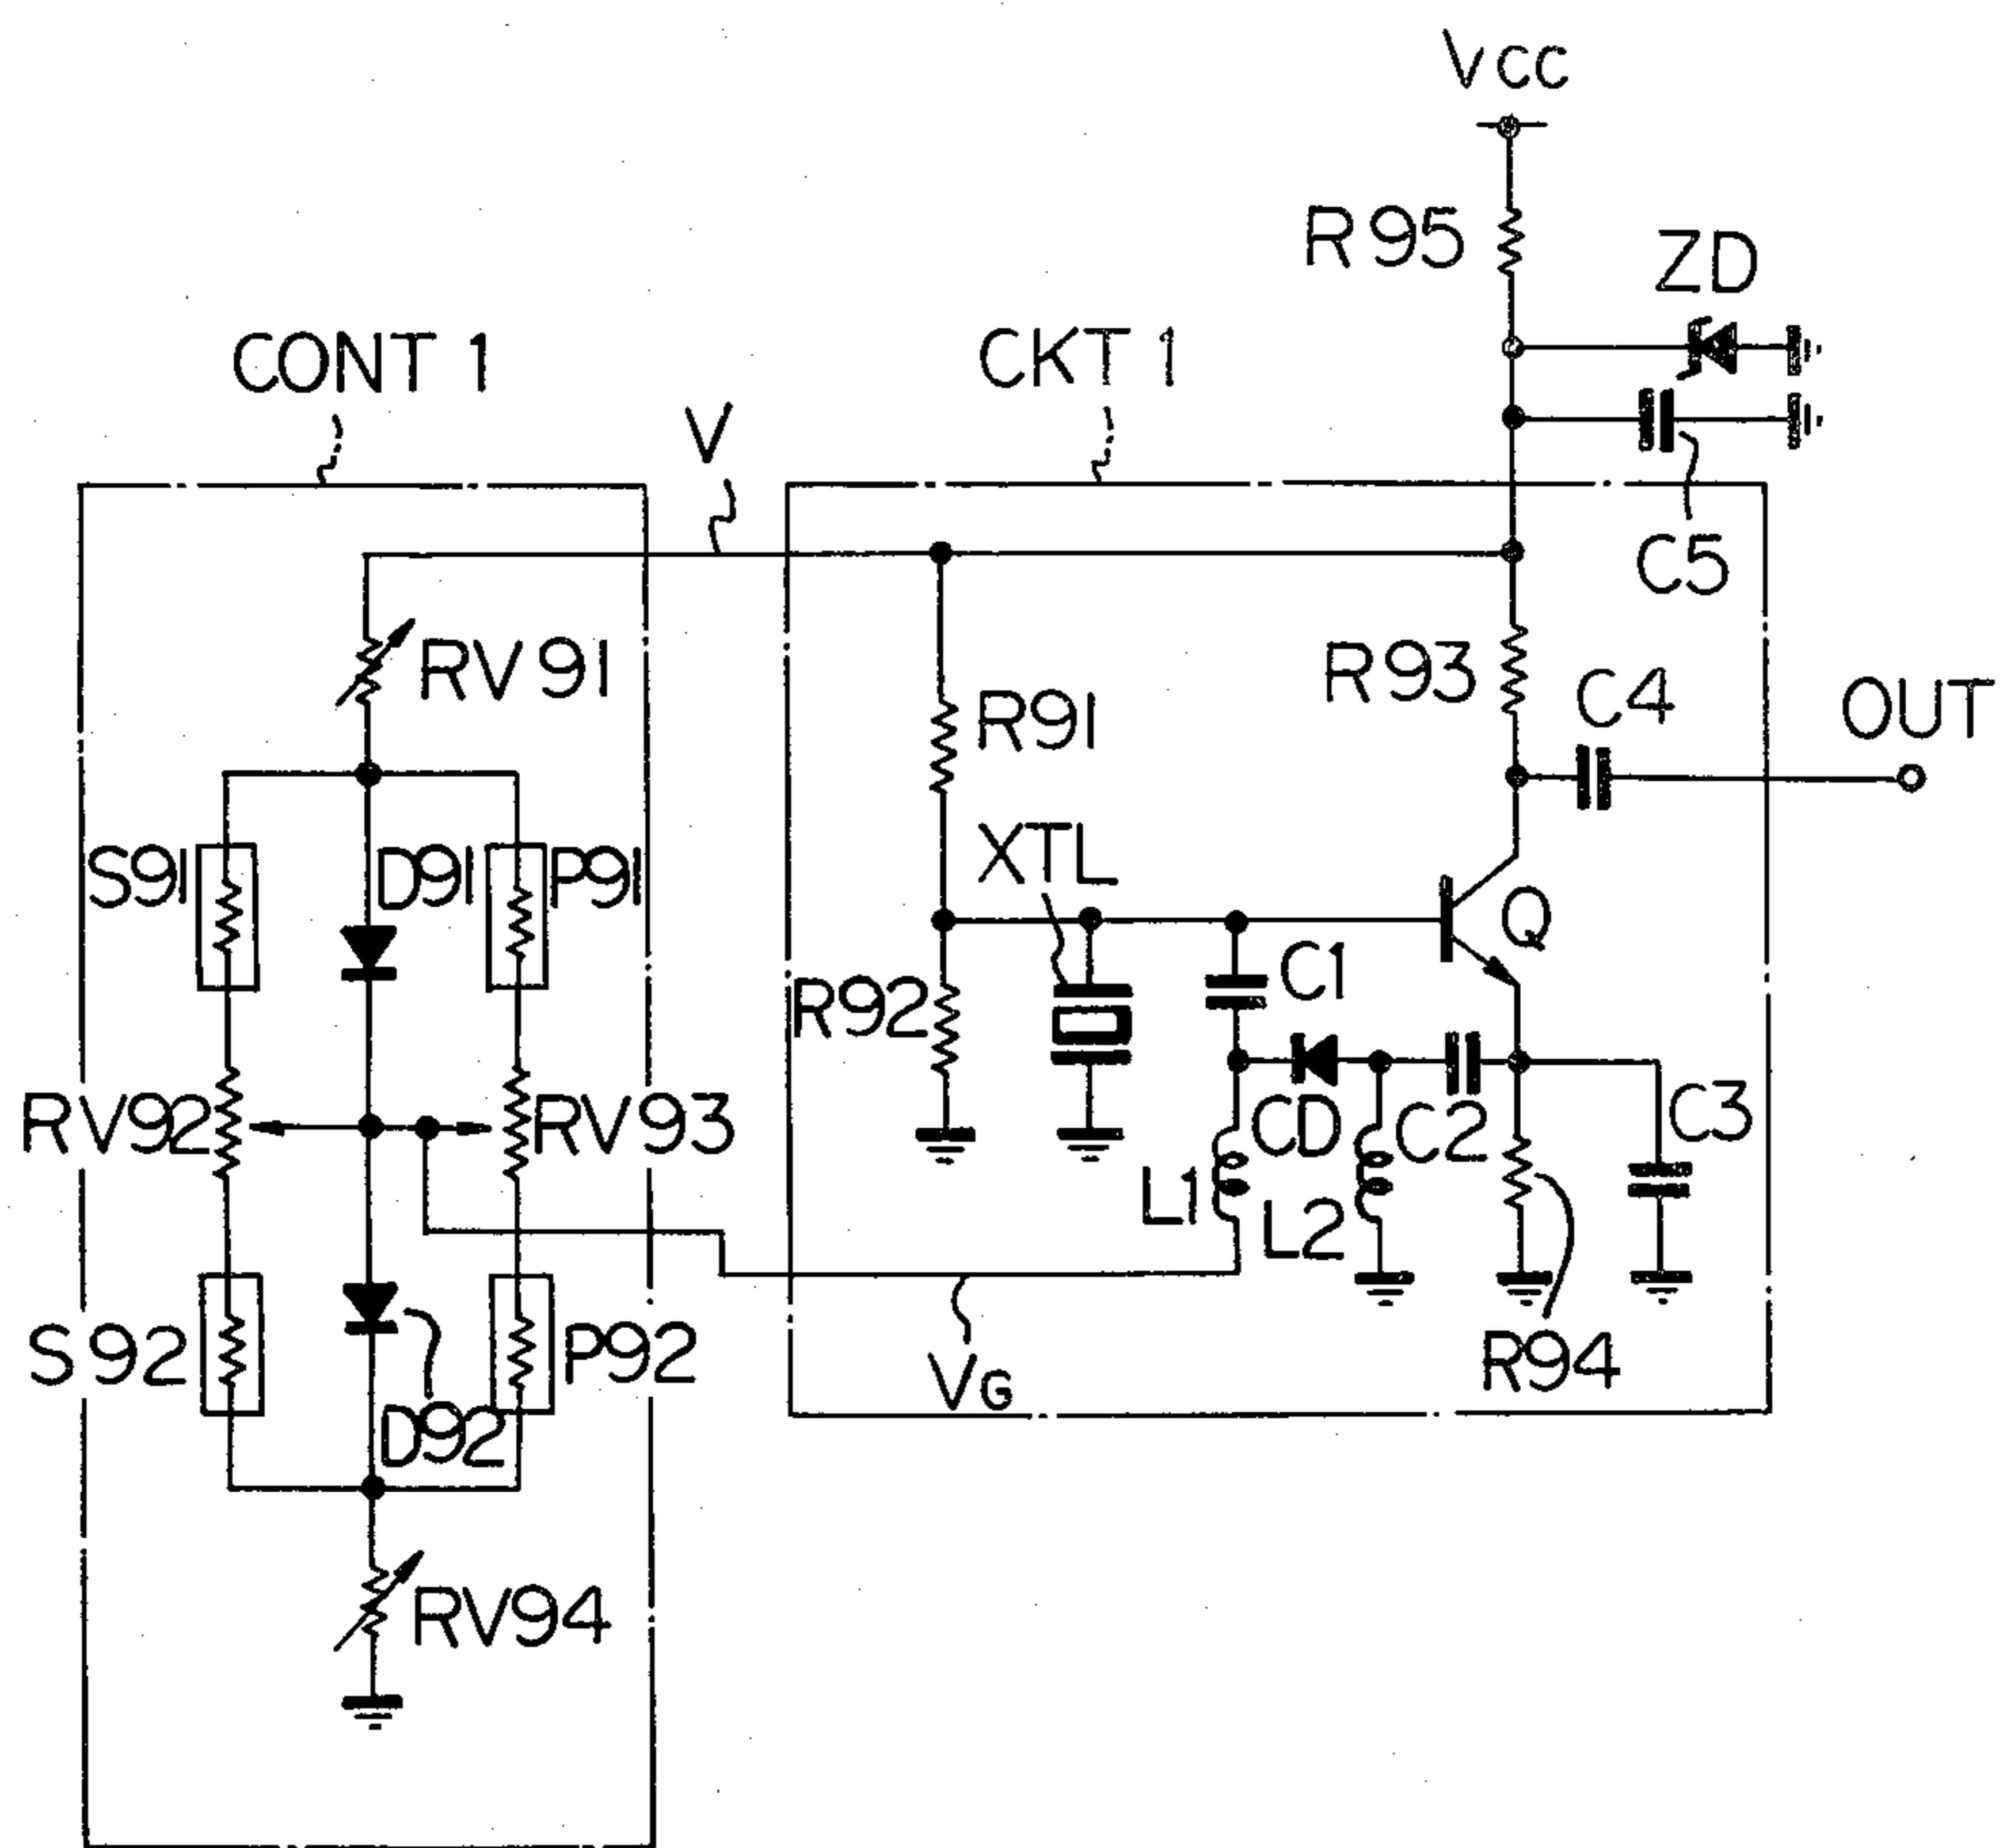 Vcc
R95
ZD
CONT 1
CKT 1
V
C5
RV91
R91
R93
C4
OUT
S91
D91
P91
XTL
Q
R92
C1
RV92
RV93
CD
C2
C3
L1
L2
S92
D92
P92
VG
R94
RV94